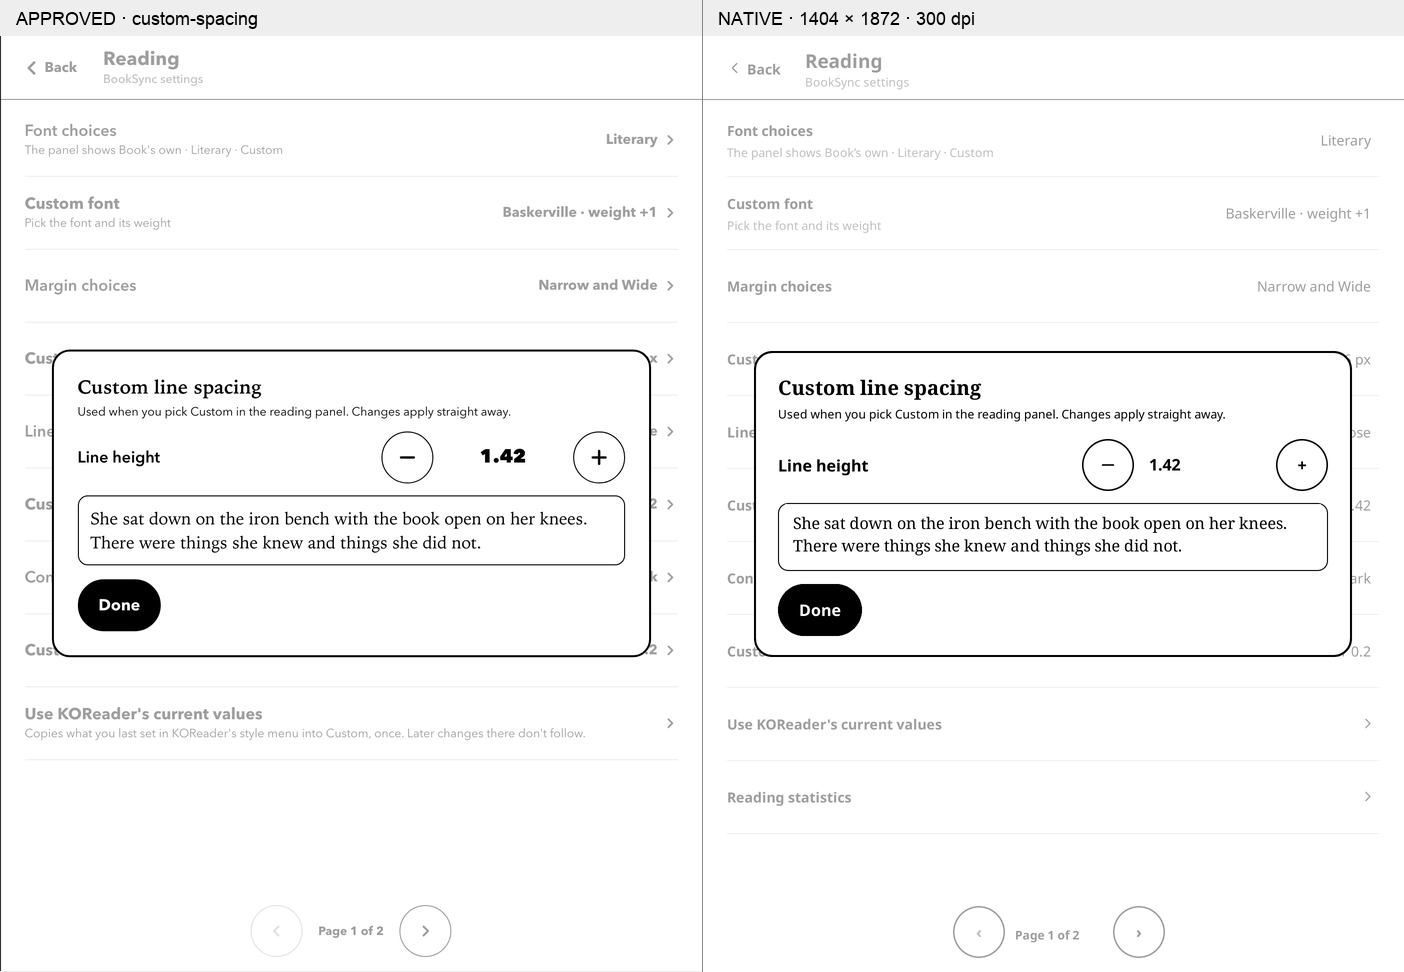 APPROVED · custom-spacing
Back
Reading
BookSync settings
Font choices
The panel shows Book's own · Literary · Custom
Literary
Custom font
Pick the font and its weight
Baskerville · weight +1
Margin choices
Narrow and Wide
Custom line spacing
Used when you pick Custom in the reading panel. Changes apply straight away.
Line height
1.42
She sat down on the iron bench with the book open on her knees.
There were things she knew and things she did not.
Done
Use KOReader's current values
Copies what you last set in KOReader's style menu into Custom, once. Later changes there don't follow.
Page 1 of 2
NATIVE · 1404 × 1872 · 300 dpi
Back
Reading
BookSync settings
Font choices
The panel shows Book's own · Literary · Custom
Literary
Custom font
Pick the font and its weight
Baskerville · weight +1
Margin choices
Narrow and Wide
px
Line
Custom line spacing
Used when you pick Custom in the reading panel. Changes apply straight away.
Line height
1.42
She sat down on the iron bench with the book open on her knees.
There were things she knew and things she did not.
Done
0.2
Use KOReader's current values
Reading statistics
Page 1 of 2